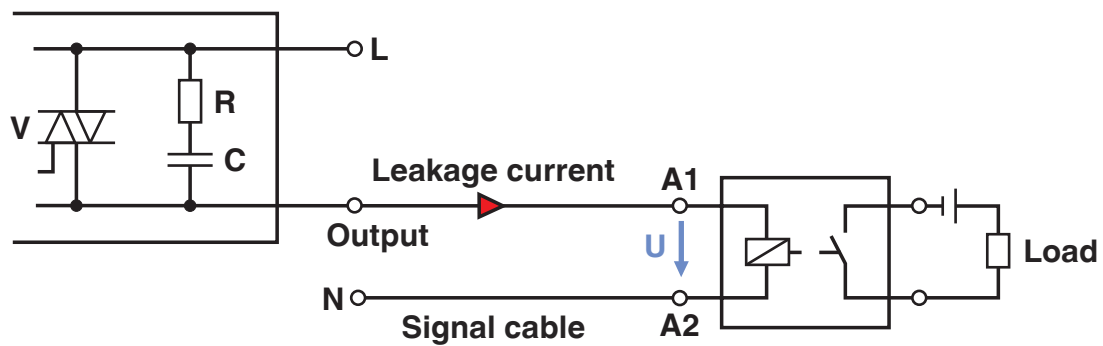 L
R
V
C
Leakage current
A1
Output
U
Load
N
Signal cable
A2